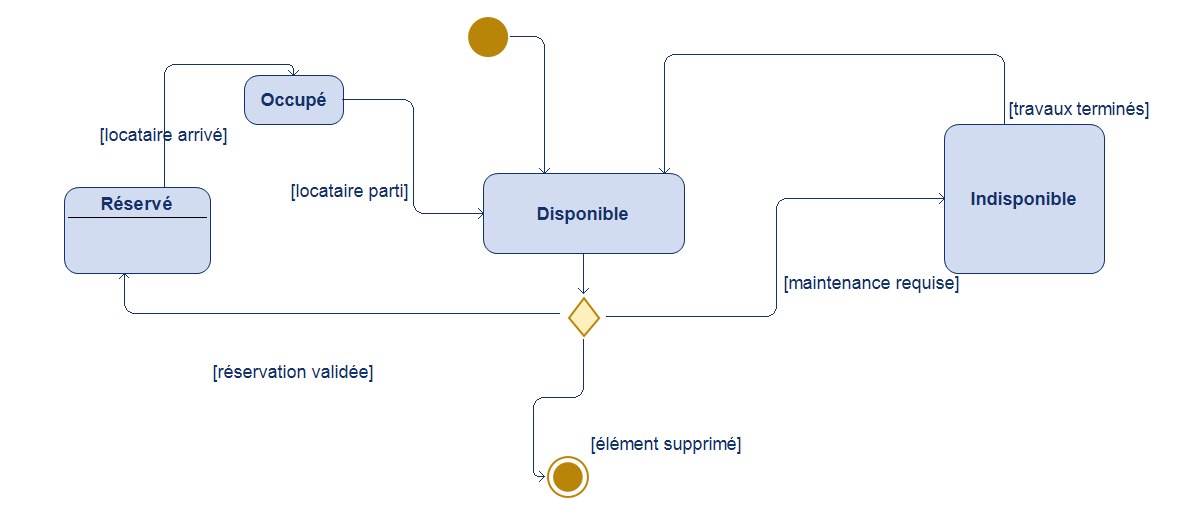 Occupé
[travaux terminés]
[locataire arrivé]
[locataire parti]
Réservé
Disponible
Indisponible
[maintenance requise]
[réservation validée]
[élément supprimé]